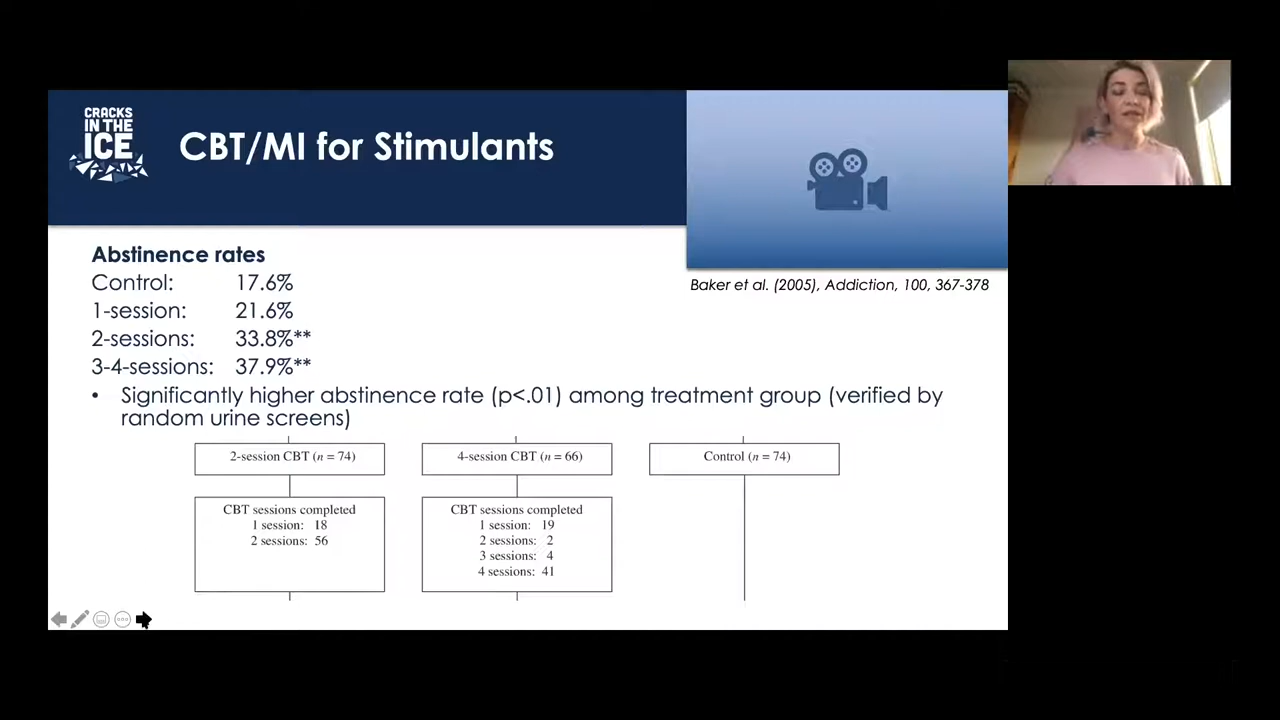 CRACKS
IN THE
ICE
CBT/MI for Stimulants
Baker et al. (2005), Addiction, 100, 367-378
Abstinence rates
Control: 17.6%
1-session: 21.6%
2-sessions: 33.8%**
3-4-sessions: 37.9%**
• Significantly higher abstinence rate (p<.01) among treatment group (verified by
random urine screens)
2-session CBT (n = 74)
CBT sessions completed
1 session: 18
2 sessions: 56
4-session CBT (n = 66)
CBT sessions completed
1 session: 19
2 sessions: 2
3 sessions: 4
4 sessions: 41
Control (n = 74)